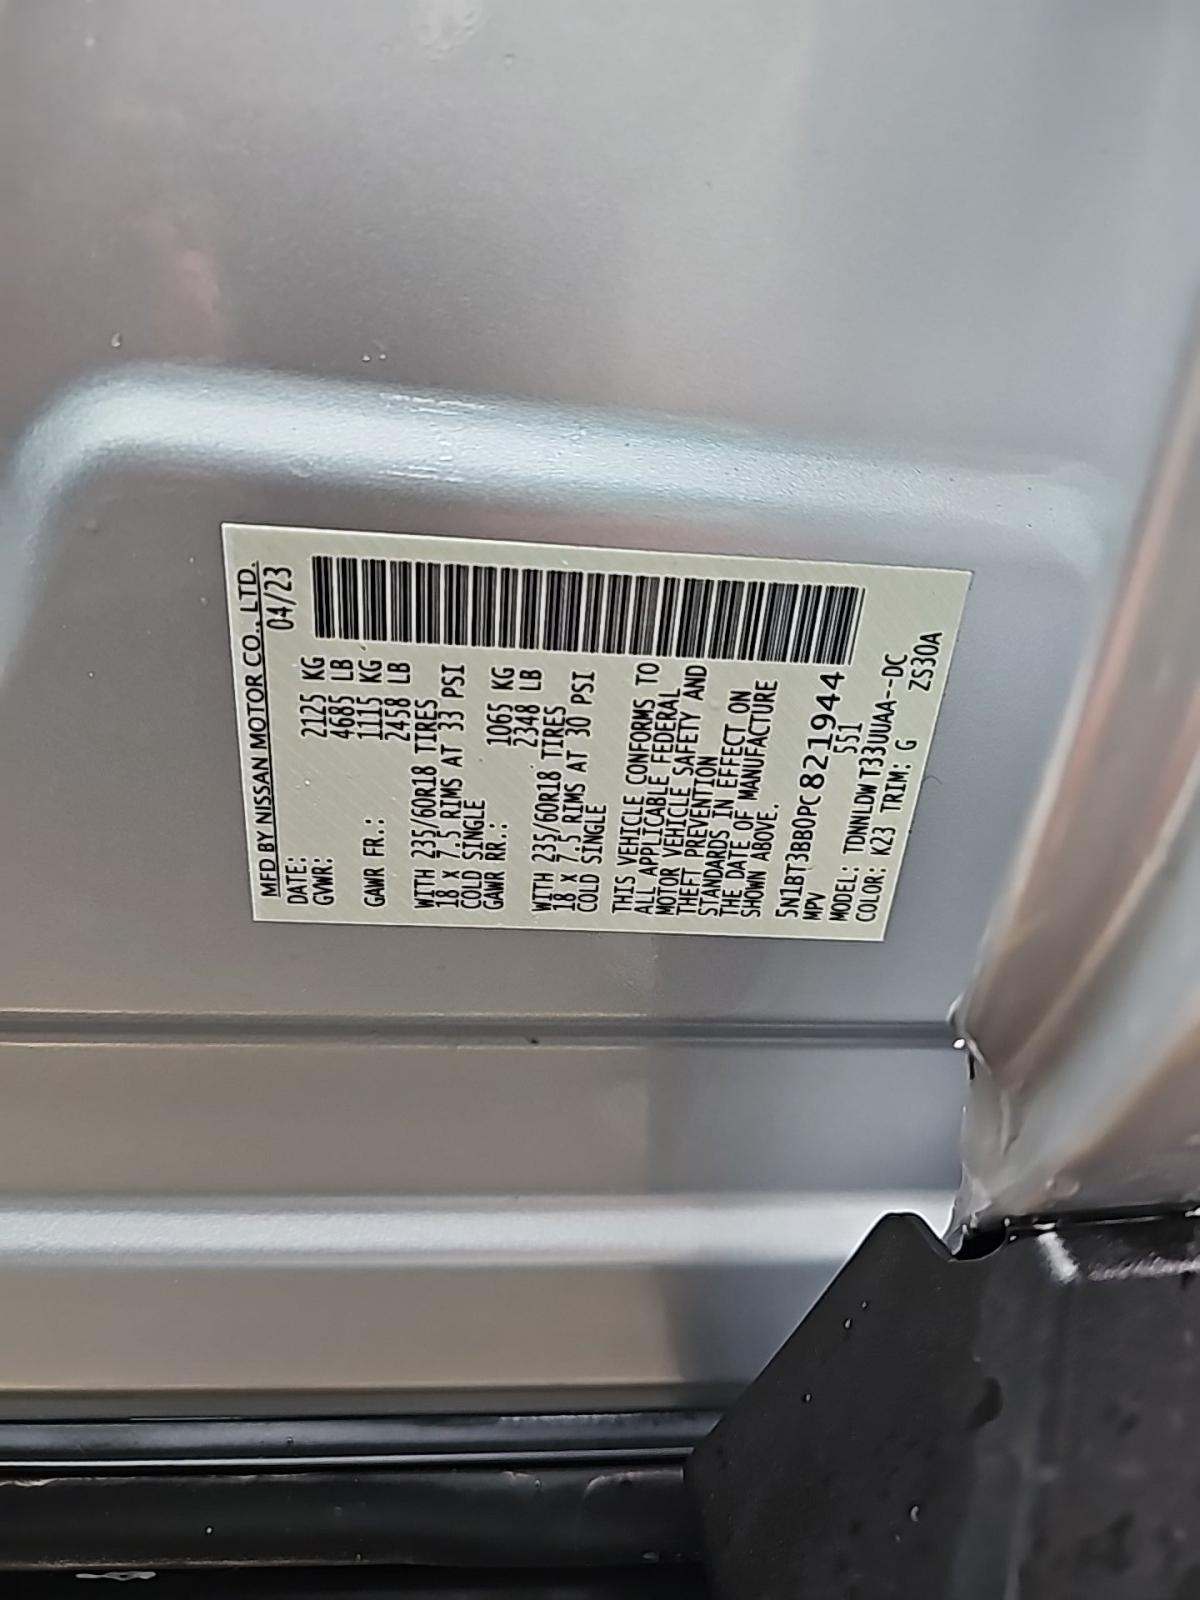 MFD BY NISSAN MOTOR CO., LTD.
DATE: 04/23
GVWR: 2125 KG
4685 LB
GAWR FR.: 1115 KG
2458 LB
WITH 235/60R18 TIRES
18 X 7.5 RIMS AT 33 PSI
COLD SINGLE
GAWR RR.: 1065 KG
2348 LB
WITH 235/60R18 TIRES
18 X 7.5 RIMS AT 30 PSI
COLD SINGLE
THIS VEHICLE CONFORMS TO
ALL APPLICABLE FEDERAL
MOTOR VEHICLE SAFETY AND
THEFT PREVENTION
STANDARDS IN EFFECT ON
THE DATE OF MANUFACTURE
SHOWN ABOVE.
5N1BT3BB0PC821944
MPV 551
MODEL: TDNNLDW T33UUAA--DC
COLOR: K23 TRIM: G ZS30A